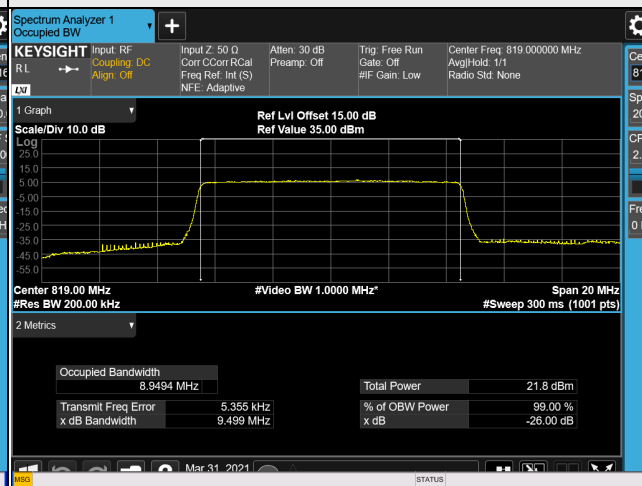 Spectrum Analyzer 1
Occupied BW
KEYSIGHT Input: RF Input Z: 50 Ω Atten: 30 dB Trig: Free Run Center Freq: 819.000000 MHz
RL Coupling: DC Corr CCorr RCal Preamp: Off Gate: Off Avg|Hold: 1/1
Align: Off Freq Ref: Int (S) #IF Gain: Low Radio Std: None
LXI NFE: Adaptive
1 Graph
Ref Lvl Offset 15.00 dB
Scale/Div 10.0 dB Ref Value 35.00 dBm
Log
25.0
15.0
5.00
-5.00
-15.0
-25.0
-35.0
-45.0
-55.0
Center 819.00 MHz #Video BW 1.0000 MHz* Span 20 MHz
#Res BW 200.00 kHz #Sweep 300 ms (1001 pts)
2 Metrics
Occupied Bandwidth
8.9494 MHz Total Power 21.8 dBm
Transmit Freq Error 5.355 kHz % of OBW Power 99.00 %
x dB Bandwidth 9.499 MHz x dB -26.00 dB
Mar 31, 2021
MSG STATUS